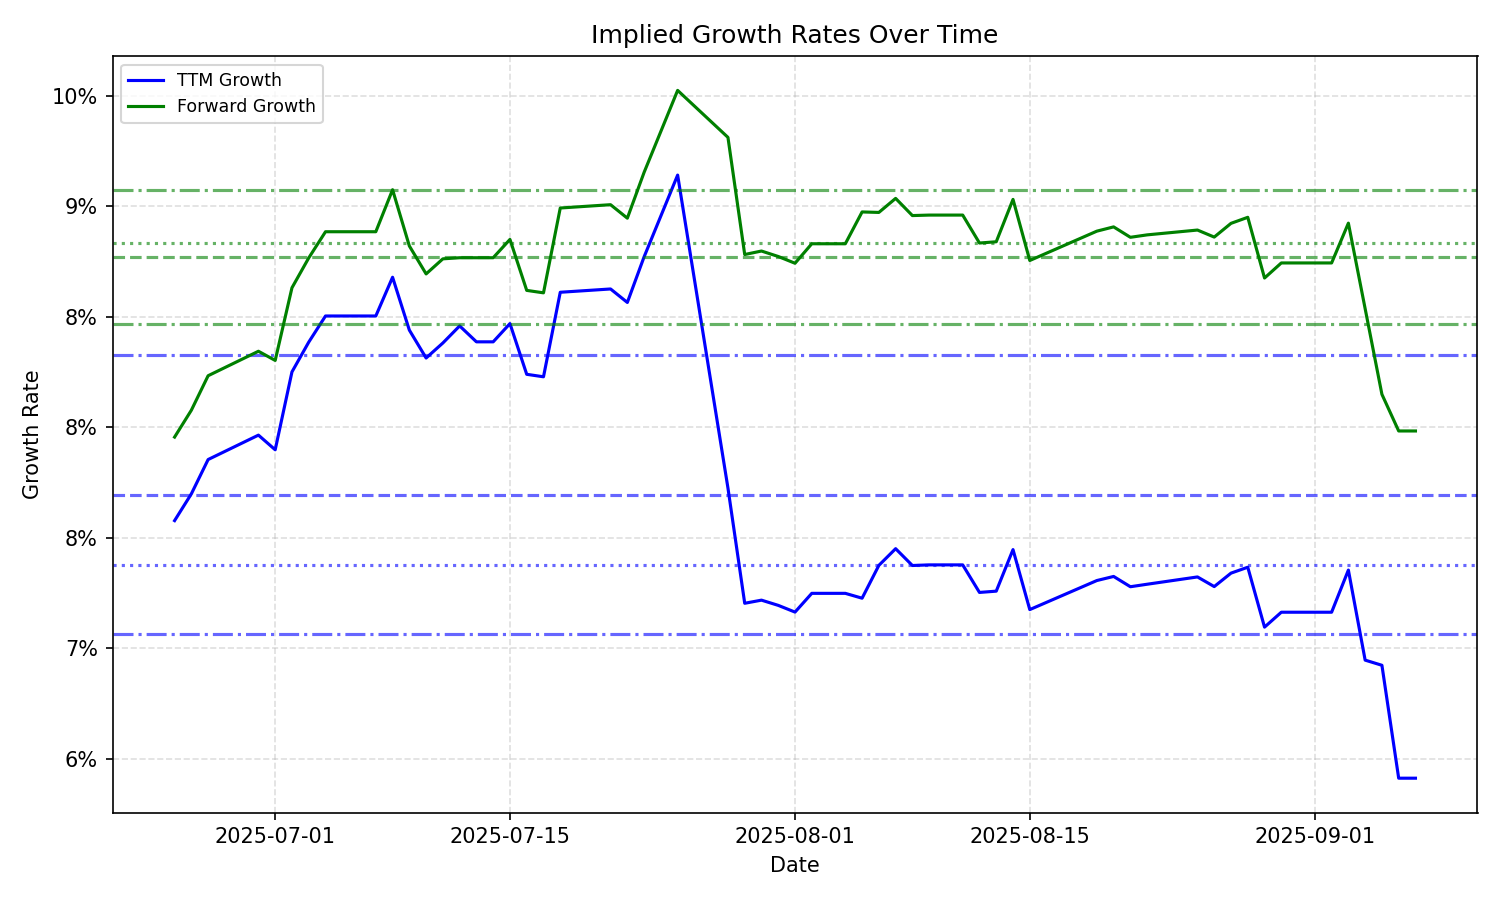 Implied Growth Rates Over Time
TTM Growth
Forward Growth
10%
9%
8%
8%
8%
7%
6%
Growth Rate
2025-07-01
2025-07-15
2025-08-01
2025-08-15
2025-09-01
Date